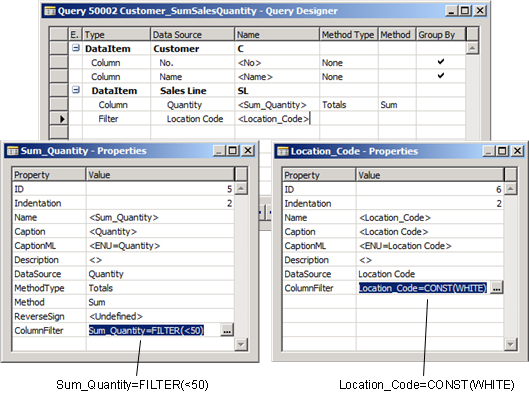 Query 50002 Customer_SumSalesQuantity - Query Designer
E. Type Data Source Name Method Type Method Group By
DataItem Customer C
Column No. <No> None
Column Name <Name> None
DataItem Sales Line SL
Column Quantity <Sum_Quantity> Totals Sum
Filter Location Code <Location_Code>
Sum_Quantity - Properties
Property Value
ID 5
Indentation 2
Name <Sum_Quantity>
Caption <Quantity>
CaptionML <ENU=Quantity>
Description <>
DataSource Quantity
MethodType Totals
Method Sum
ReverseSign <Undefined>
ColumnFilter Sum_Quantity=FILTER(<50) ...
Location_Code - Properties
Property Value
ID 6
Indentation 2
Name <Location_Code>
Caption <Location Code>
CaptionML <ENU=Location Code>
Description <>
DataSource Location Code
ColumnFilter Location_Code=CONST(WHITE) ...
Sum_Quantity=FILTER(<50)
Location_Code=CONST(WHITE)